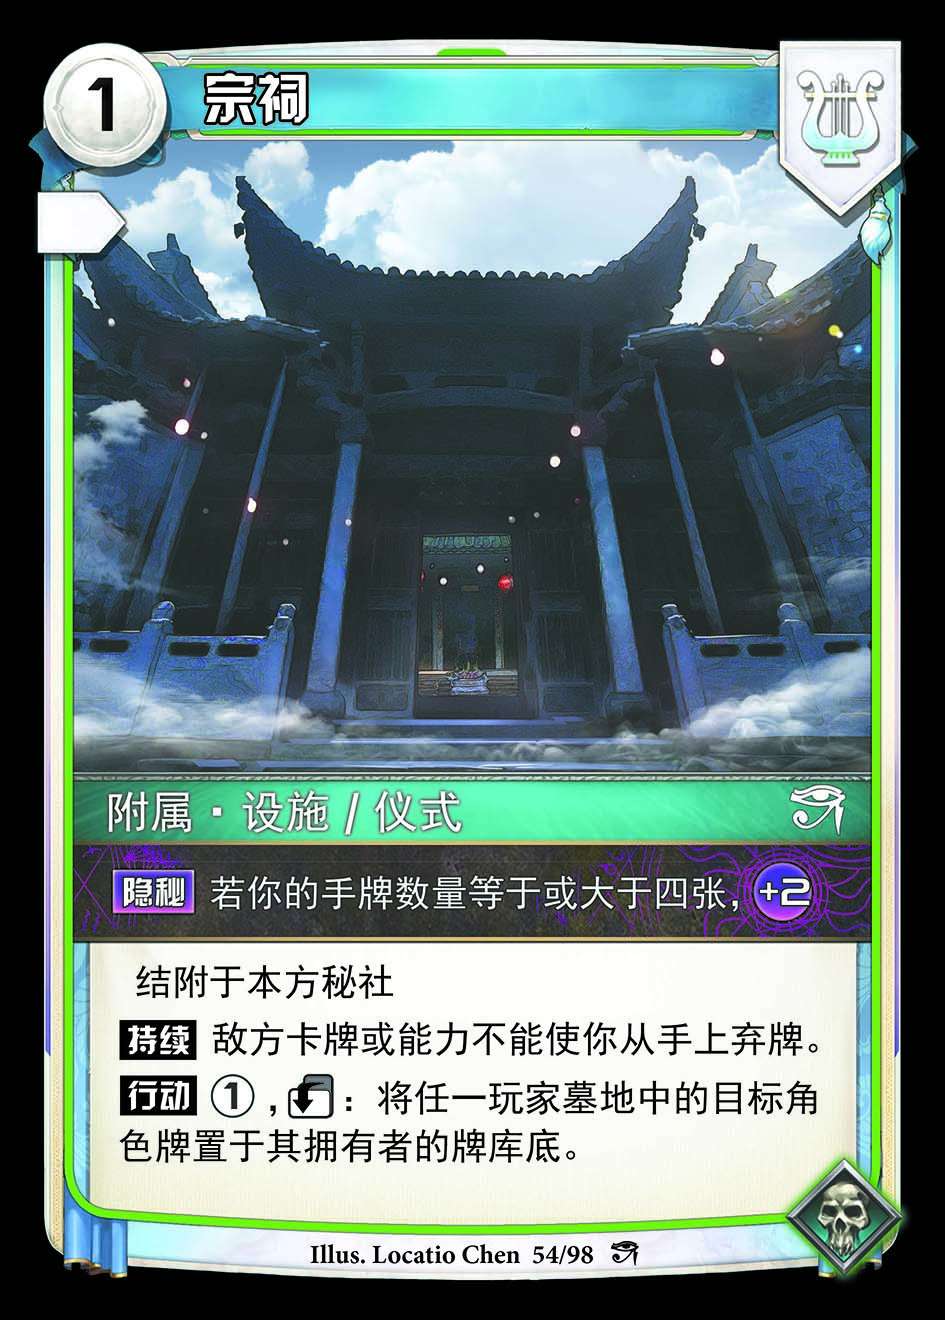 1
宗祠
附属·设施 / 仪式
隐秘 若你的手牌数量等于或大于四张，+2
结附于本方秘社
持续 敌方卡牌或能力不能使你从手上弃牌。
行动 ①，：将任一玩家墓地中的目标角
色牌置于其拥有者的牌库底。
Illus. Locatio Chen 54/98